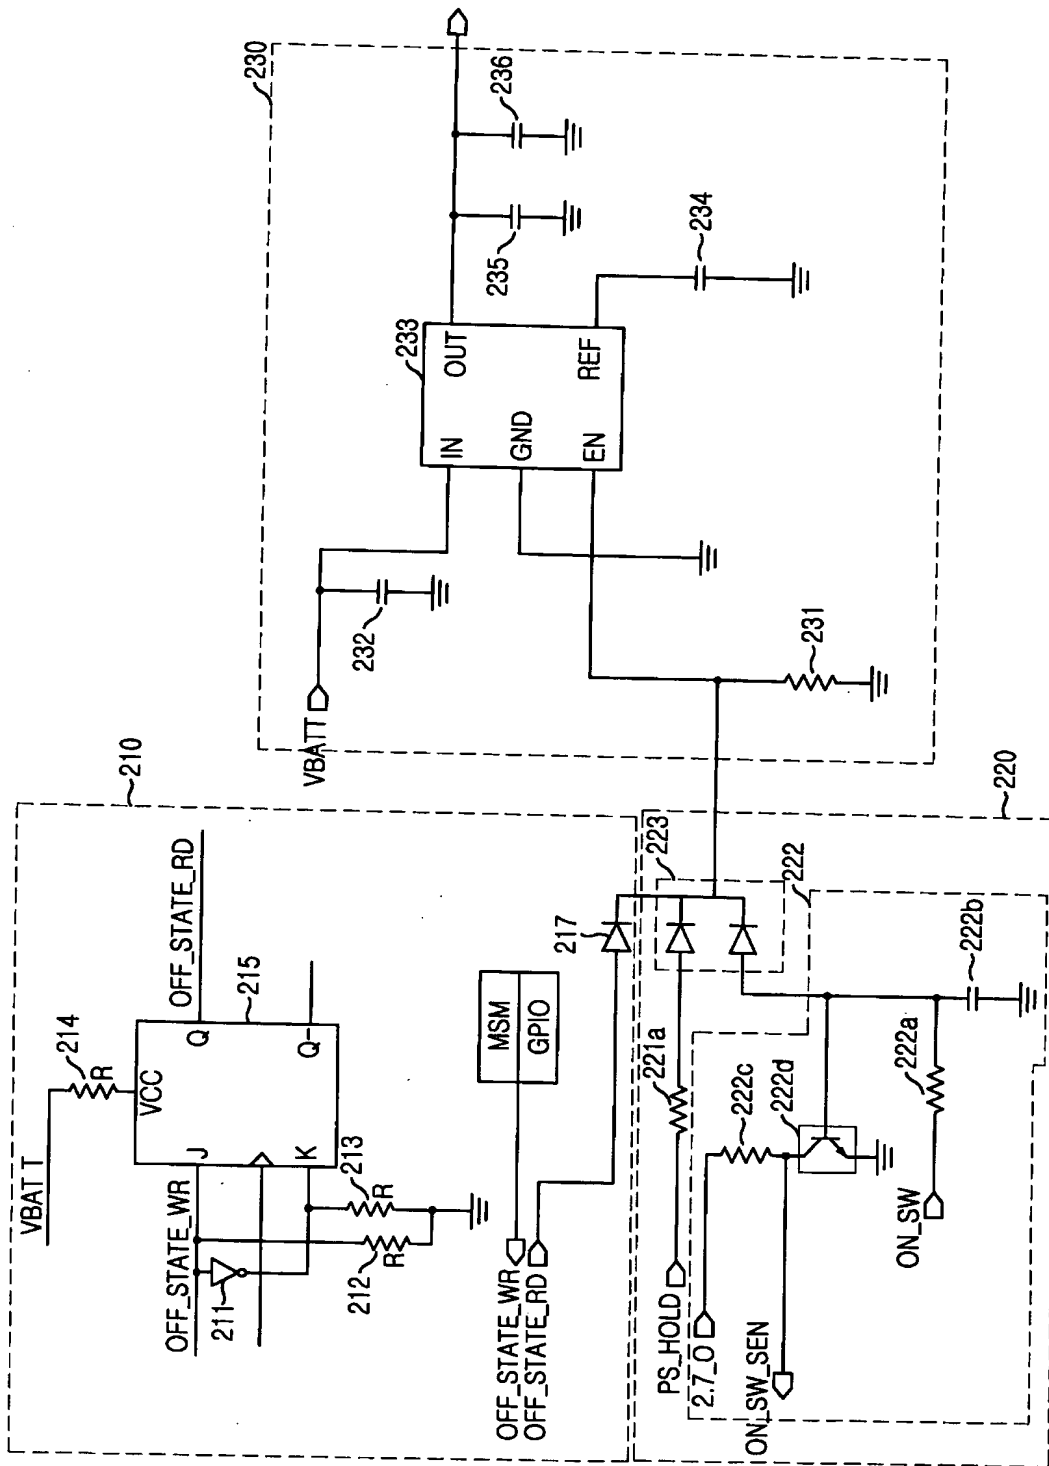 210
VBATT
214
R
VCC
OFF_STATE_WR
J
Q
OFF_STATE_RD
215
211
K
Q-
213
R
212
R
MSM
GPIO
OFF_STATE_WR
OFF_STATE_RD
217
220
223
222
PS_HOLD
221a
2.7_0
222c
222d
ON_SW_SEN
ON_SW
222a
222b
230
VBATT
232
233
IN
OUT
GND
EN
REF
235
236
234
231